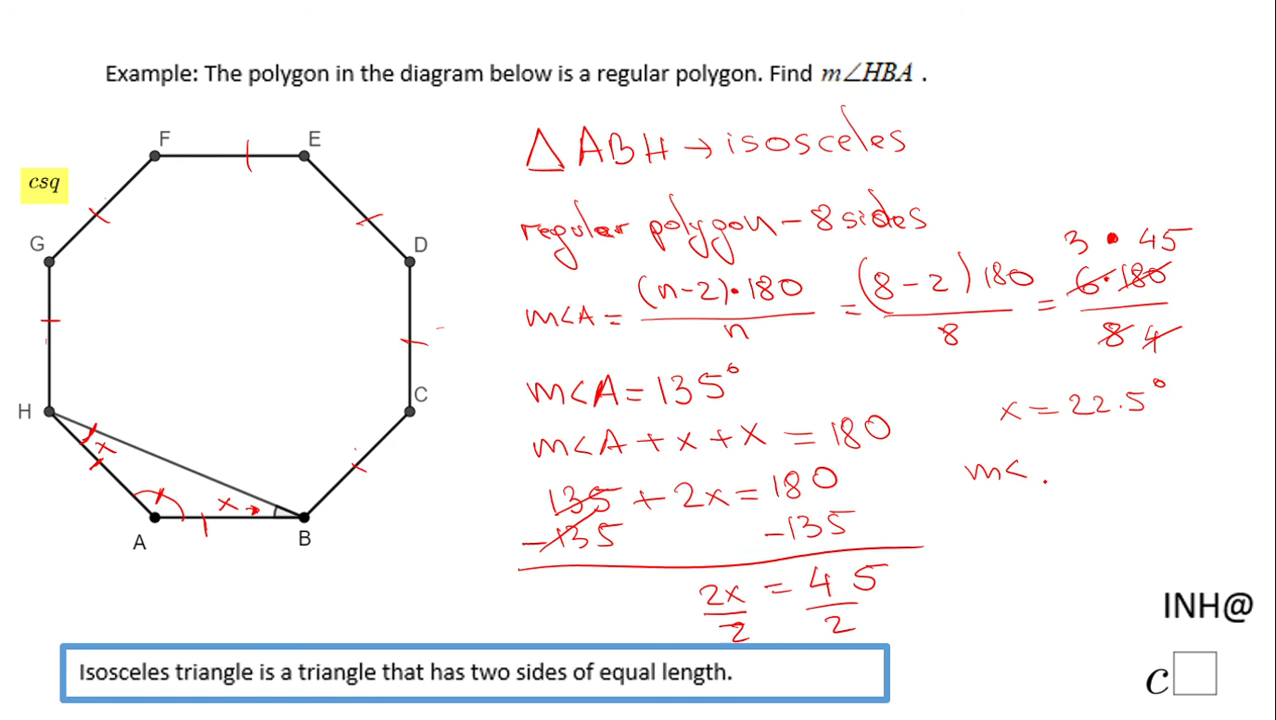 Example: The polygon in the diagram below is a regular polygon. Find m∠HBA .
F
E
csq
G
D
H
C
A
B
x
x
△ABH → isosceles
regular polygon - 8 sides
m<A = (n-2)·180 / n = (8-2)180 / 8 = 6·180 / 8 4
3 · 45
m<A = 135°
x = 22.5°
m<A + x + x = 180
m< .
135 + 2x = 180
-135 -135
2x / 2 = 45 / 2
Isosceles triangle is a triangle that has two sides of equal length.
INH@
c